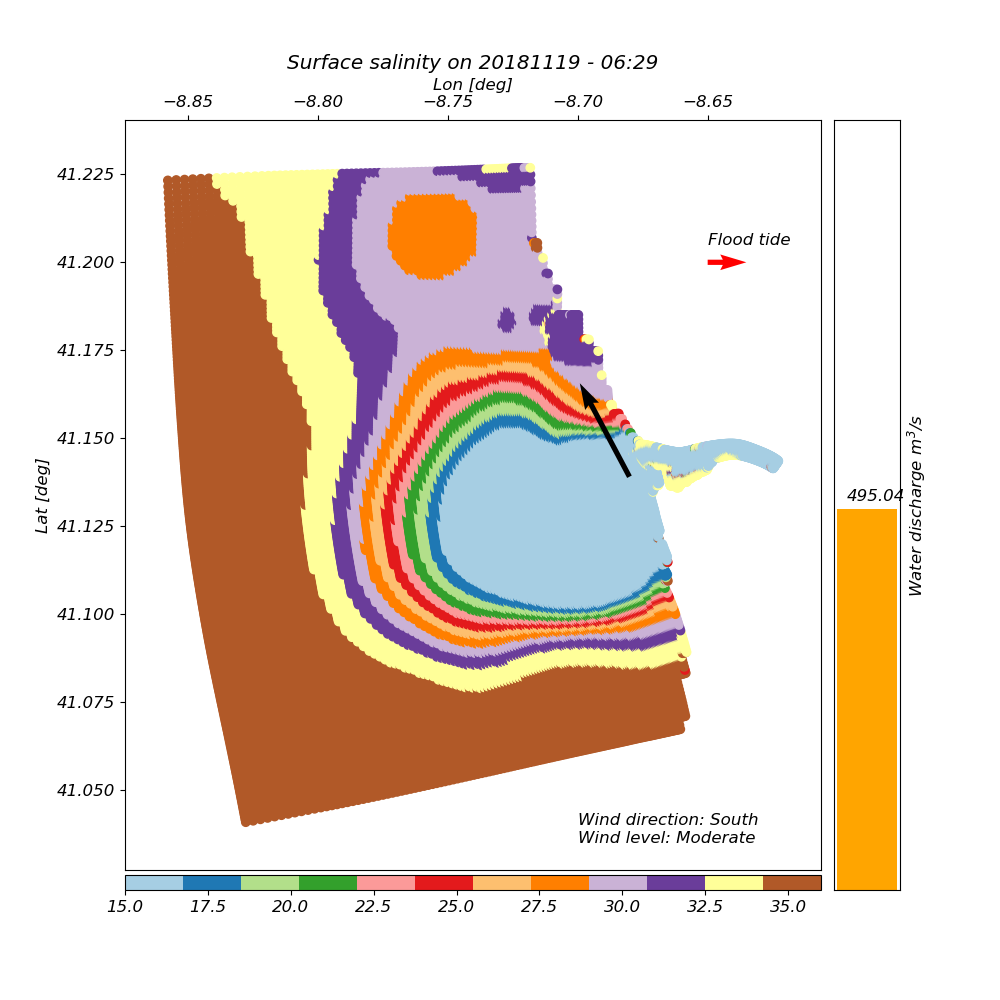 Surface salinity on 20181119 - 06:29
Lon [deg]
−8.85 −8.80 −8.75 −8.70 −8.65
41.225
41.200
41.175
41.150
41.125
41.100
41.075
41.050
Lat [deg]
Flood tide
Wind direction: South
Wind level: Moderate
495.04
Water discharge m³/s
15.0 17.5 20.0 22.5 25.0 27.5 30.0 32.5 35.0